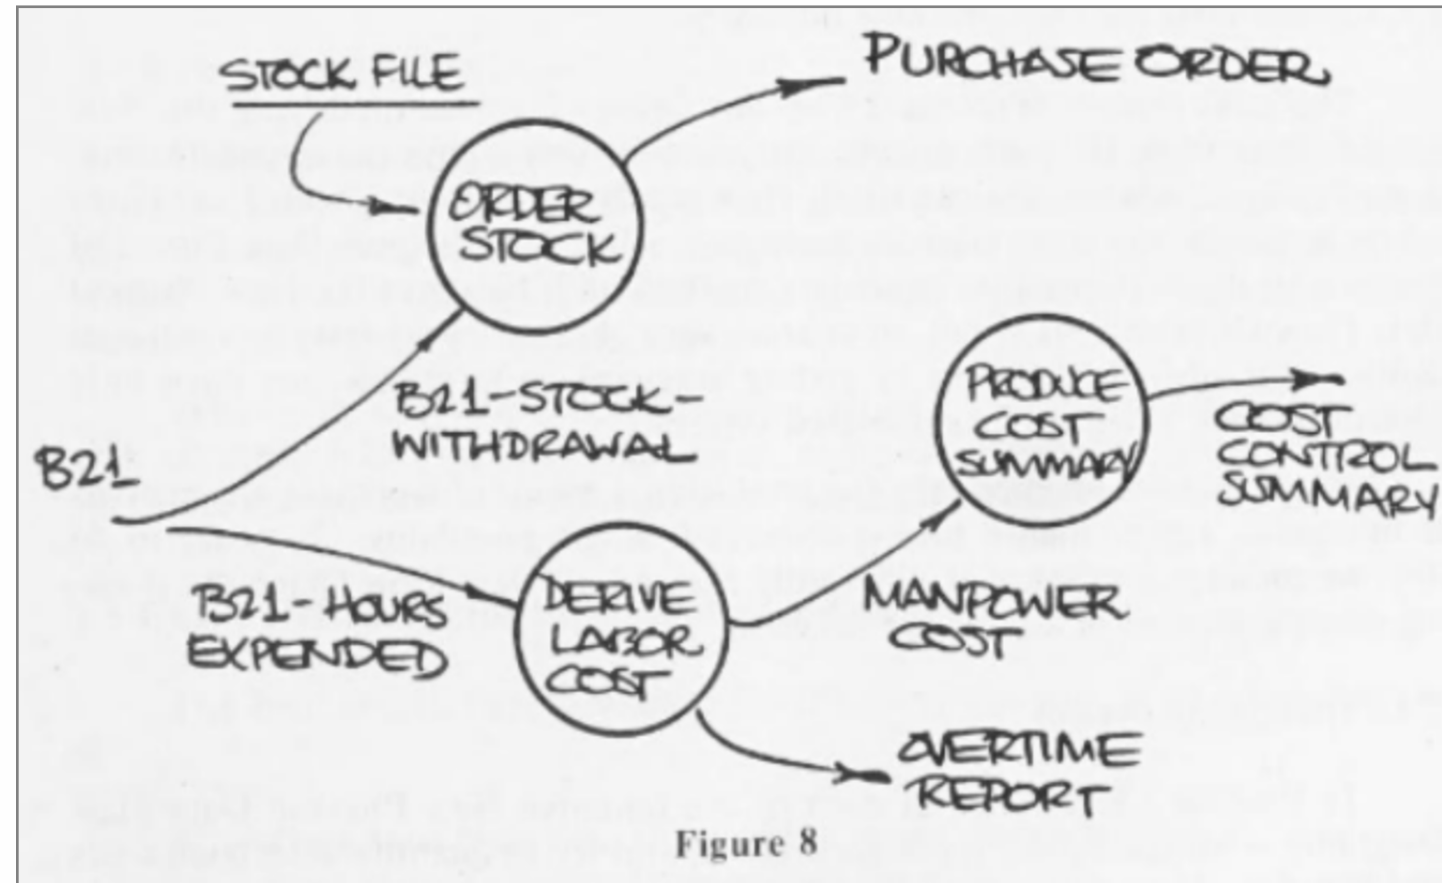 STOCK FILE
PURCHASE ORDER
ORDER
STOCK
B21-STOCK-
WITHDRAWAL
B21
PRODUCE
COST
SUMMARY
COST
CONTROL
SUMMARY
B21-HOURS
EXPENDED
DERIVE
LABOR
COST
MANPOWER
COST
OVERTIME
REPORT
Figure 8